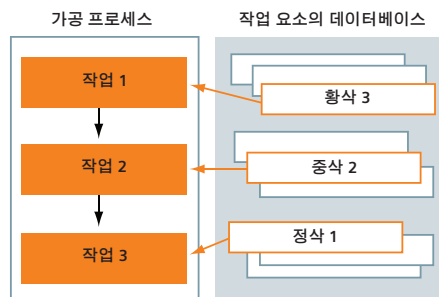 가공 프로세스
작업 요소의 데이터베이스
작업 1
황삭 3
작업 2
중삭 2
정삭 1
작업 3